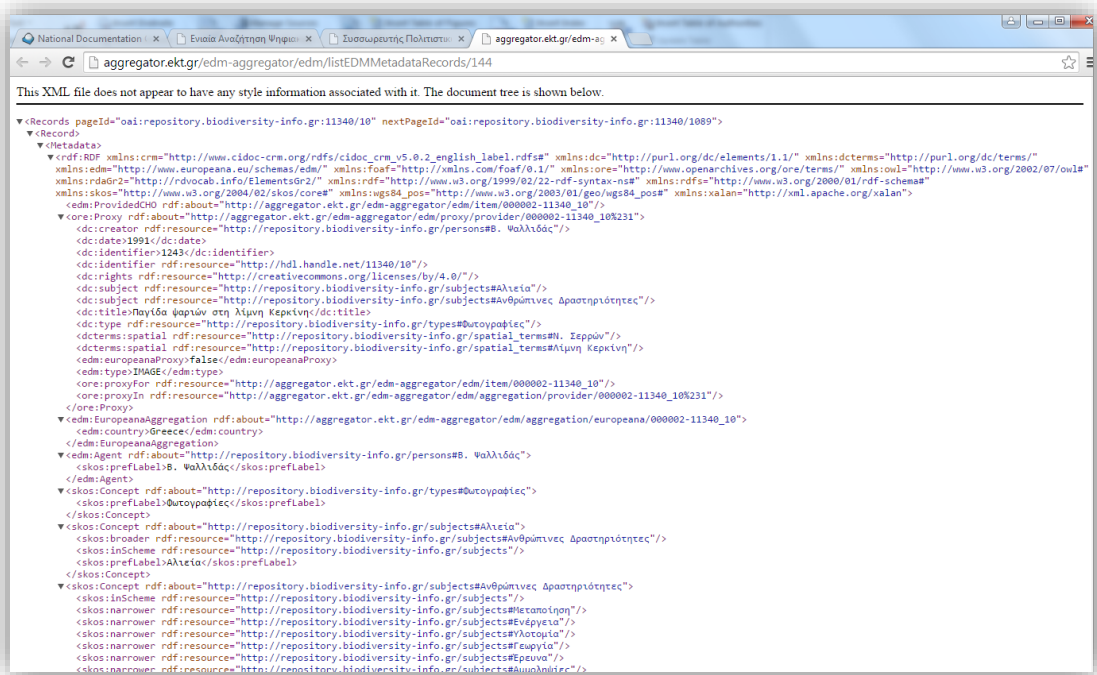 National Documentation
Ενιαία Αναζήτηση Ψηφια
Συσσωρευτής Πολιτιστι
aggregator.ekt.gr/edm-ag
aggregator.ekt.gr/edm-aggregator/edm/listEDMMetadataRecords/144
This XML file does not appear to have any style information associated with it. The document tree is shown below.
▼<Records pageId="oai:repository.biodiversity-info.gr:11340/10" nextPageId="oai:repository.biodiversity-info.gr:11340/1089">
▼<Record>
▼<Metadata>
▼<rdf:RDF xmlns:crm="http://www.cidoc-crm.org/rdfs/cidoc_crm_v5.0.2_english_label.rdfs#" xmlns:dc="http://purl.org/dc/elements/1.1/" xmlns:dcterms="http://purl.org/dc/terms/"
xmlns:edm="http://www.europeana.eu/schemas/edm/" xmlns:foaf="http://xmlns.com/foaf/0.1/" xmlns:ore="http://www.openarchives.org/ore/terms/" xmlns:owl="http://www.w3.org/2002/07/owl#"
xmlns:rdaGr2="http://rdvocab.info/ElementsGr2/" xmlns:rdf="http://www.w3.org/1999/02/22-rdf-syntax-ns#" xmlns:rdfs="http://www.w3.org/2000/01/rdf-schema#"
xmlns:skos="http://www.w3.org/2004/02/skos/core#" xmlns:wgs84_pos="http://www.w3.org/2003/01/geo/wgs84_pos#" xmlns:xalan="http://xml.apache.org/xalan">
<edm:ProvidedCHO rdf:about="http://aggregator.ekt.gr/edm-aggregator/edm/item/000002-11340_10"/>
▼<ore:Proxy rdf:about="http://aggregator.ekt.gr/edm-aggregator/edm/proxy/provider/000002-11340_10%231">
<dc:creator rdf:resource="http://repository.biodiversity-info.gr/persons#Β. Ψαλλιδάς"/>
<dc:date>1991</dc:date>
<dc:identifier>1243</dc:identifier>
<dc:identifier rdf:resource="http://hdl.handle.net/11340/10"/>
<dc:rights rdf:resource="http://creativecommons.org/licenses/by/4.0/"/>
<dc:subject rdf:resource="http://repository.biodiversity-info.gr/subjects#Αλιεία"/>
<dc:subject rdf:resource="http://repository.biodiversity-info.gr/subjects#Ανθρώπινες Δραστηριότητες"/>
<dc:title>Παγίδα ψαριών στη λίμνη Κερκίνη</dc:title>
<dc:type rdf:resource="http://repository.biodiversity-info.gr/types#Φωτογραφίες"/>
<dcterms:spatial rdf:resource="http://repository.biodiversity-info.gr/spatial_terms#Ν. Σερρών"/>
<dcterms:spatial rdf:resource="http://repository.biodiversity-info.gr/spatial_terms#Λίμνη Κερκίνη"/>
<edm:europeanaProxy>false</edm:europeanaProxy>
<edm:type>IMAGE</edm:type>
<ore:proxyFor rdf:resource="http://aggregator.ekt.gr/edm-aggregator/edm/item/000002-11340_10"/>
<ore:proxyIn rdf:resource="http://aggregator.ekt.gr/edm-aggregator/edm/aggregation/provider/000002-11340_10%231"/>
</ore:Proxy>
▼<edm:EuropeanaAggregation rdf:about="http://aggregator.ekt.gr/edm-aggregator/edm/aggregation/europeana/000002-11340_10">
<edm:country>Greece</edm:country>
</edm:EuropeanaAggregation>
▼<edm:Agent rdf:about="http://repository.biodiversity-info.gr/persons#Β. Ψαλλιδάς">
<skos:prefLabel>Β. Ψαλλιδάς</skos:prefLabel>
</edm:Agent>
▼<skos:Concept rdf:about="http://repository.biodiversity-info.gr/types#Φωτογραφίες">
<skos:prefLabel>Φωτογραφίες</skos:prefLabel>
</skos:Concept>
▼<skos:Concept rdf:about="http://repository.biodiversity-info.gr/subjects#Αλιεία">
<skos:broader rdf:resource="http://repository.biodiversity-info.gr/subjects#Ανθρώπινες Δραστηριότητες"/>
<skos:inScheme rdf:resource="http://repository.biodiversity-info.gr/subjects"/>
<skos:prefLabel>Αλιεία</skos:prefLabel>
</skos:Concept>
▼<skos:Concept rdf:about="http://repository.biodiversity-info.gr/subjects#Ανθρώπινες Δραστηριότητες">
<skos:inScheme rdf:resource="http://repository.biodiversity-info.gr/subjects"/>
<skos:narrower rdf:resource="http://repository.biodiversity-info.gr/subjects#Μεταποίηση"/>
<skos:narrower rdf:resource="http://repository.biodiversity-info.gr/subjects#Ενέργεια"/>
<skos:narrower rdf:resource="http://repository.biodiversity-info.gr/subjects#Υλοτομία"/>
<skos:narrower rdf:resource="http://repository.biodiversity-info.gr/subjects#Γεωργία"/>
<skos:narrower rdf:resource="http://repository.biodiversity-info.gr/subjects#Έρευνα"/>
<skos:narrower rdf:resource="http://repository.biodiversity-info.gr/subjects#Αμμοληψίες"/>